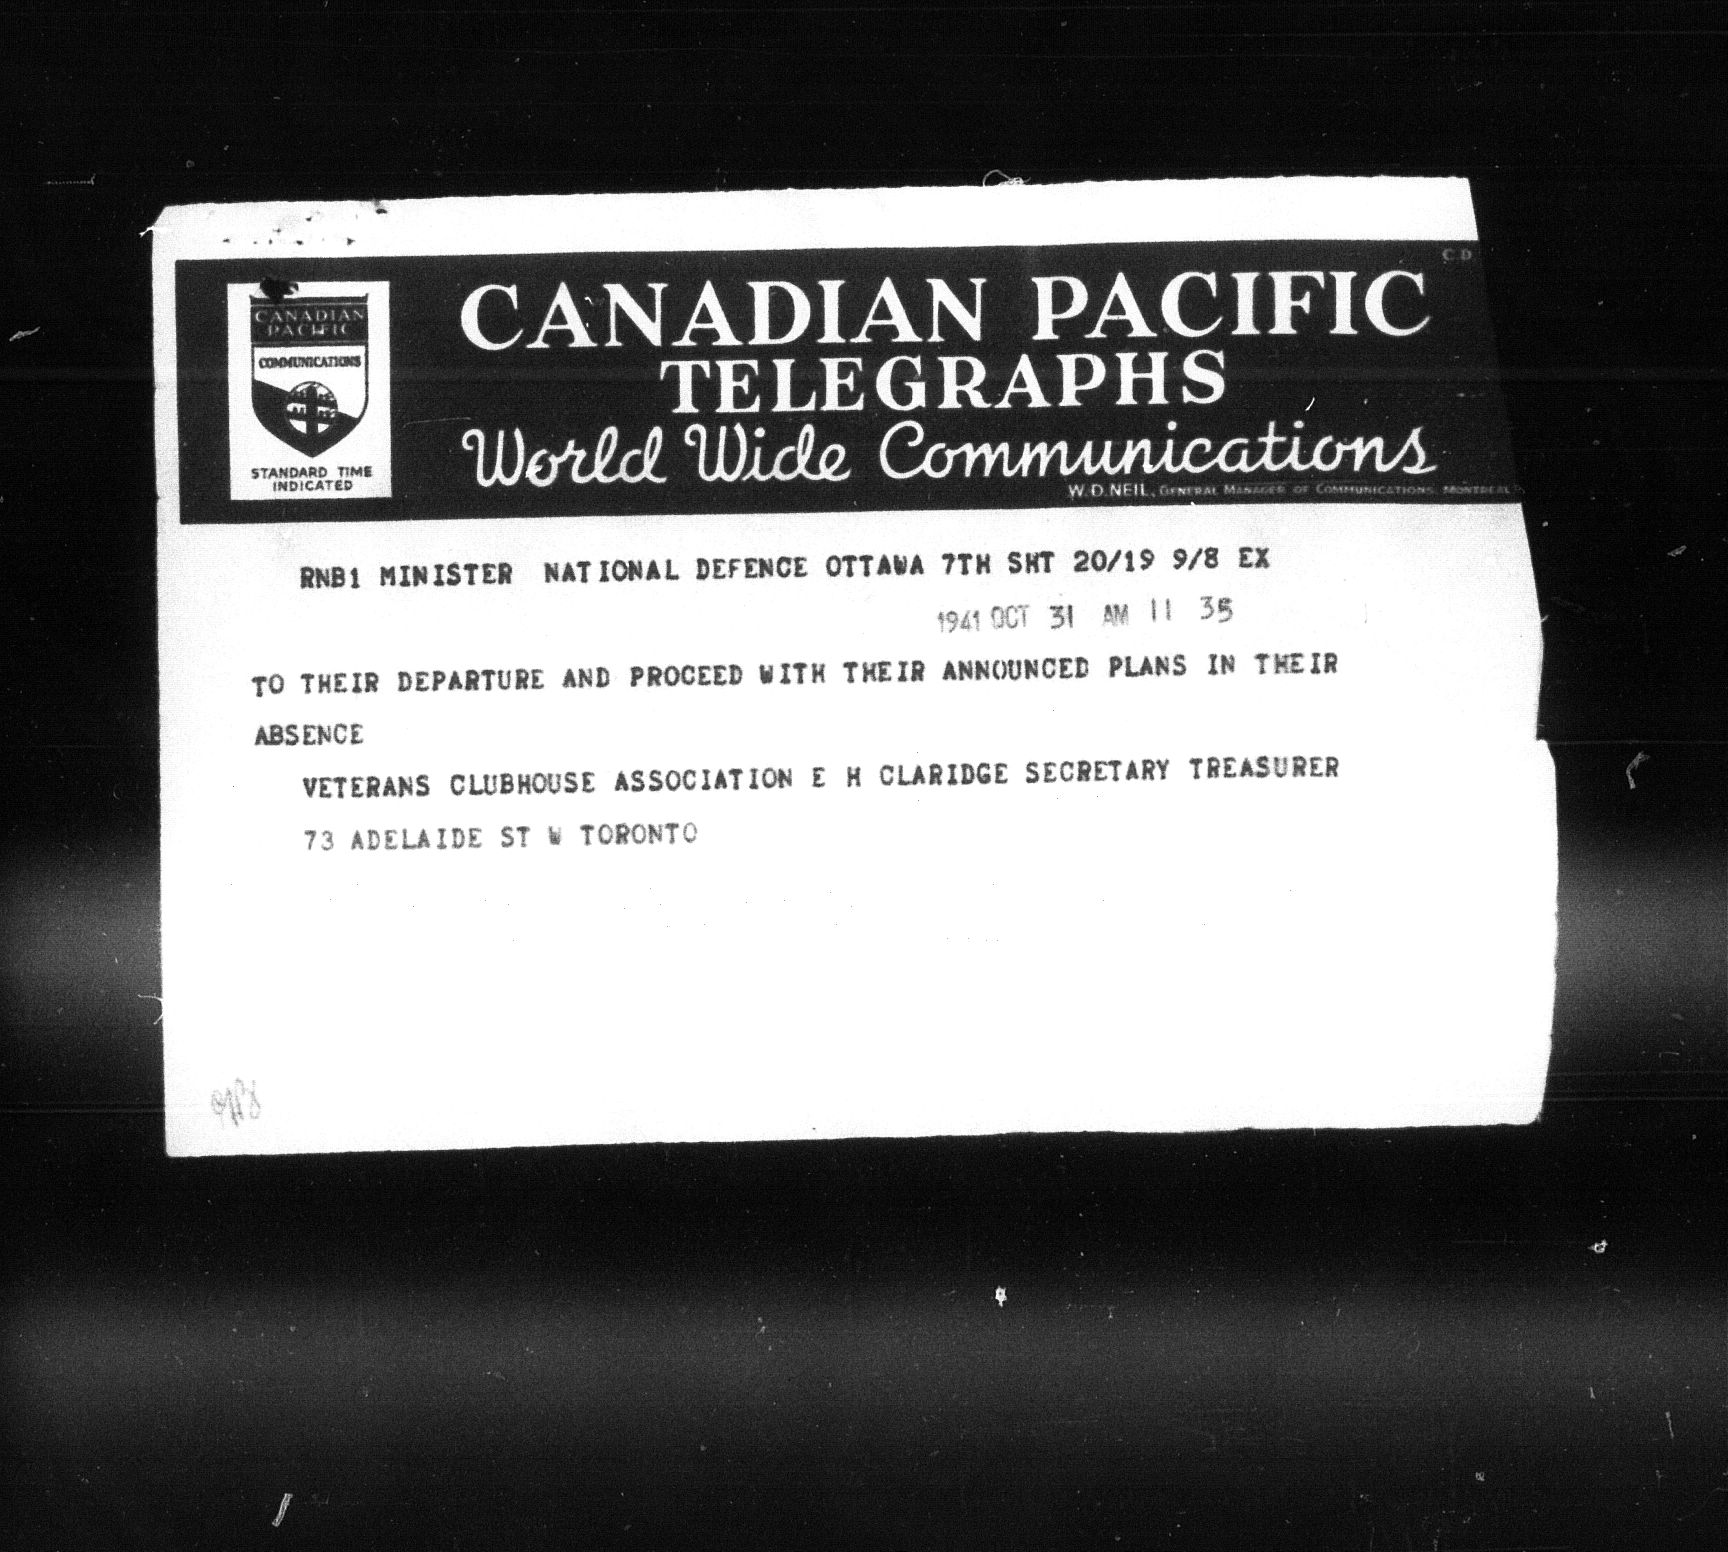 C D
CANADIAN PACIFIC
TELEGRAPHS
World Wide Communications
W. D. NEIL, GENERAL MANAGER OF COMMUNICATIONS, MONTREAL
CANADIAN
PACIFIC
COMMUNICATIONS
STANDARD TIME
INDICATED
RNB1 MINISTER NATIONAL DEFENCE OTTAWA 7TH SHT 20/19 9/8 EX
1941 OCT 31 AM 11 35
TO THEIR DEPARTURE AND PROCEED WITH THEIR ANNOUNCED PLANS IN THEIR
ABSENCE
VETERANS CLUBHOUSE ASSOCIATION E H CLARIDGE SECRETARY TREASURER
73 ADELAIDE ST W TORONTO